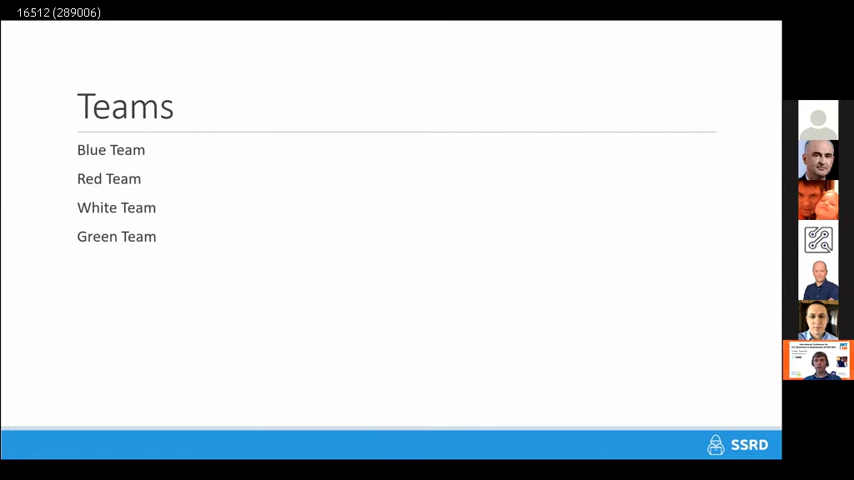 16512 (289006)
Teams
Blue Team
Red Team
White Team
Green Team
SSRD